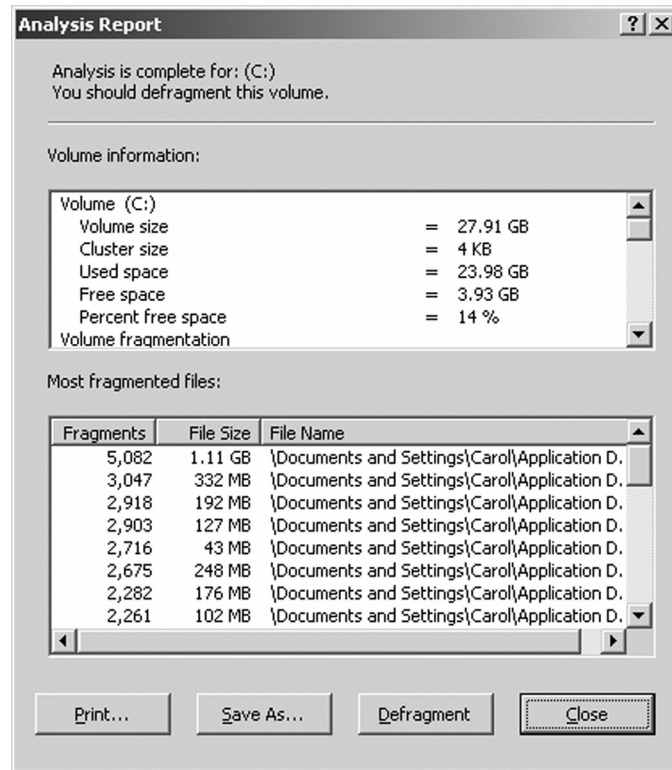 Analysis Report
Analysis is complete for: (C:)
You should defragment this volume.
Volume information:
Volume (C:)
Volume size = 27.91 GB
Cluster size = 4 KB
Used space = 23.98 GB
Free space = 3.93 GB
Percent free space = 14 %
Volume fragmentation
Most fragmented files:
Fragments File Size File Name
5,082 1.11 GB \Documents and Settings\Carol\Application D.
3,047 332 MB \Documents and Settings\Carol\Application D.
2,918 192 MB \Documents and Settings\Carol\Application D.
2,903 127 MB \Documents and Settings\Carol\Application D.
2,716 43 MB \Documents and Settings\Carol\Application D.
2,675 248 MB \Documents and Settings\Carol\Application D.
2,282 176 MB \Documents and Settings\Carol\Application D.
2,261 102 MB \Documents and Settings\Carol\Application D.
Print... Save As... Defragment Close